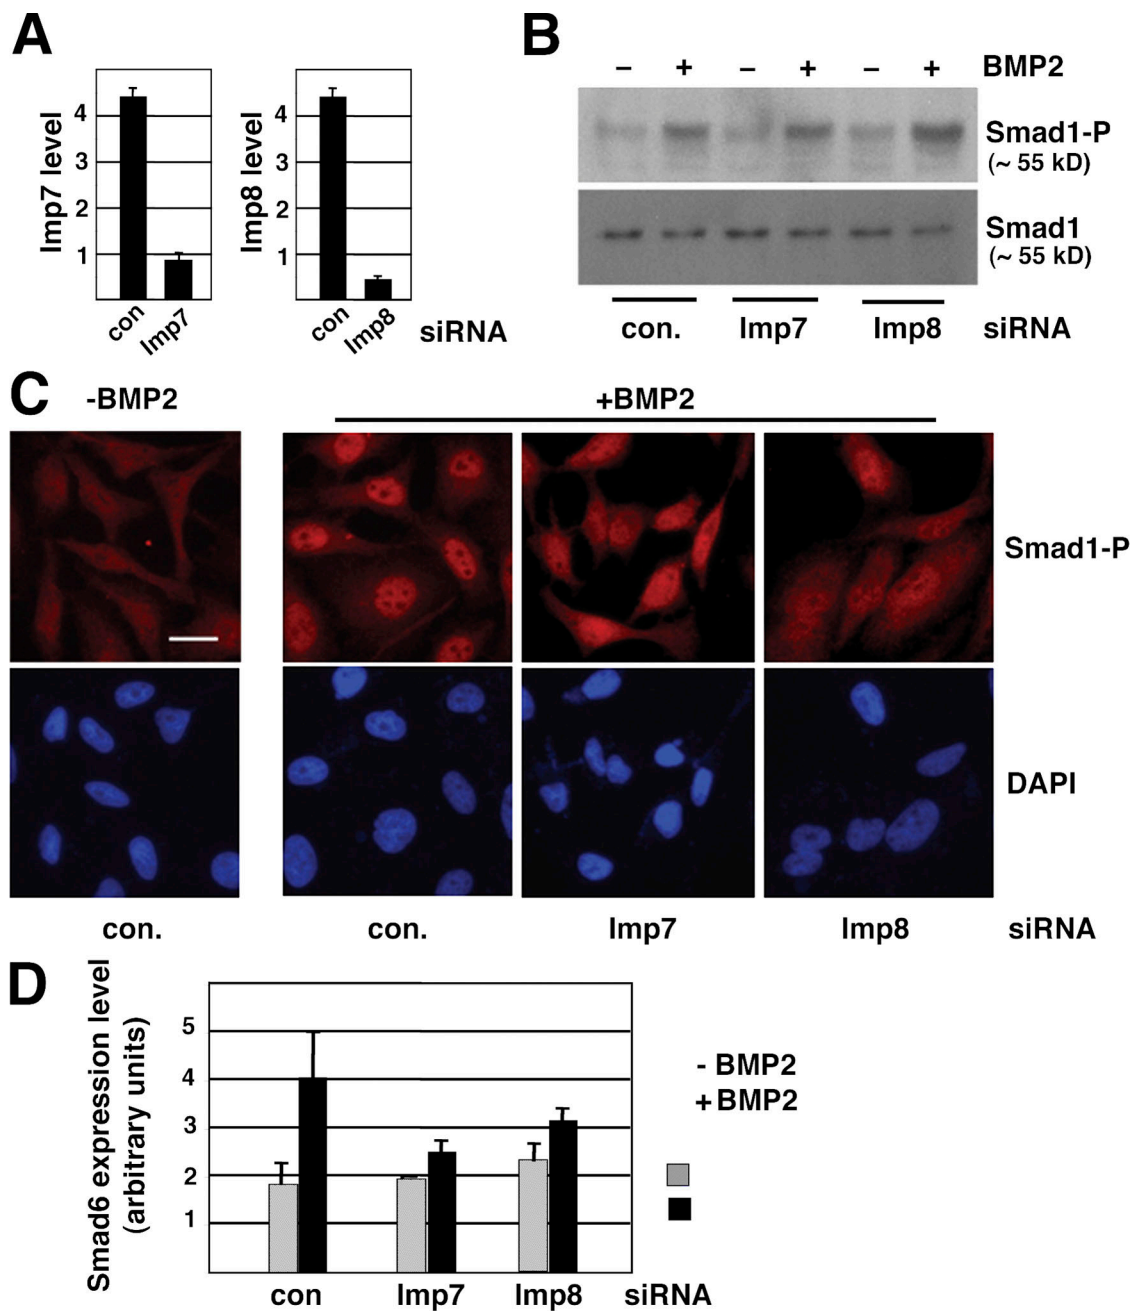 A
Imp7 level
4
3
2
1
con
Imp7
Imp8 level
4
3
2
1
con
Imp8
siRNA
B
– + – + – + BMP2
Smad1-P
(~ 55 kD)
Smad1
(~ 55 kD)
con. Imp7 Imp8 siRNA
C
-BMP2
+BMP2
Smad1-P
DAPI
con. con. Imp7 Imp8 siRNA
D
Smad6 expression level
(arbitrary units)
5
4
3
2
1
- BMP2
+ BMP2
con Imp7 Imp8 siRNA